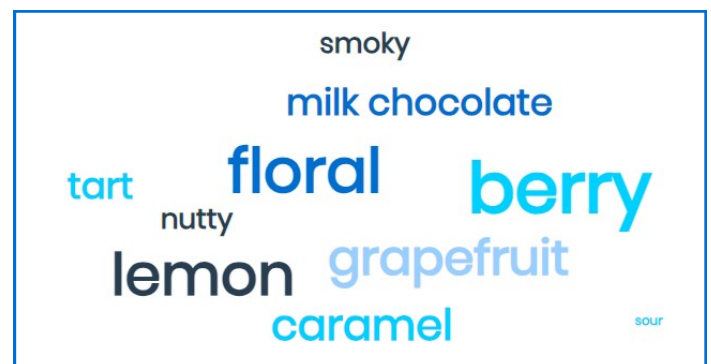 smoky
milk chocolate
floral
berry
tart
nutty
grapefruit
lemon
caramel
sour